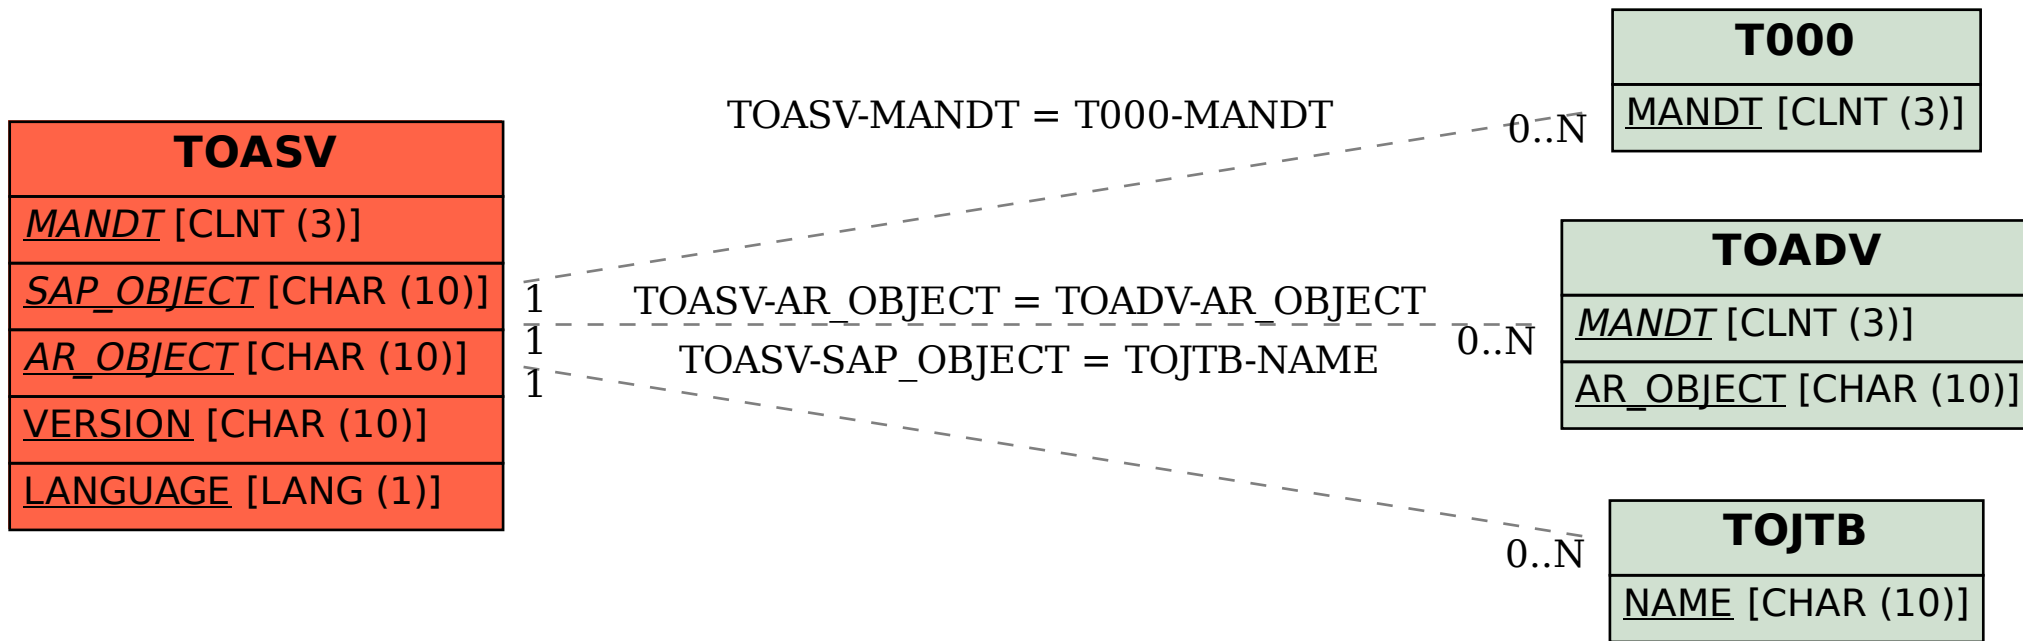 TOASV
MANDT [CLNT (3)]
SAP_OBJECT [CHAR (10)]
AR_OBJECT [CHAR (10)]
VERSION [CHAR (10)]
LANGUAGE [LANG (1)]
TOASV-MANDT = T000-MANDT
0..N
1
TOASV-AR_OBJECT = TOADV-AR_OBJECT
1
0..N
TOASV-SAP_OBJECT = TOJTB-NAME
1
0..N
T000
MANDT [CLNT (3)]
TOADV
MANDT [CLNT (3)]
AR_OBJECT [CHAR (10)]
TOJTB
NAME [CHAR (10)]